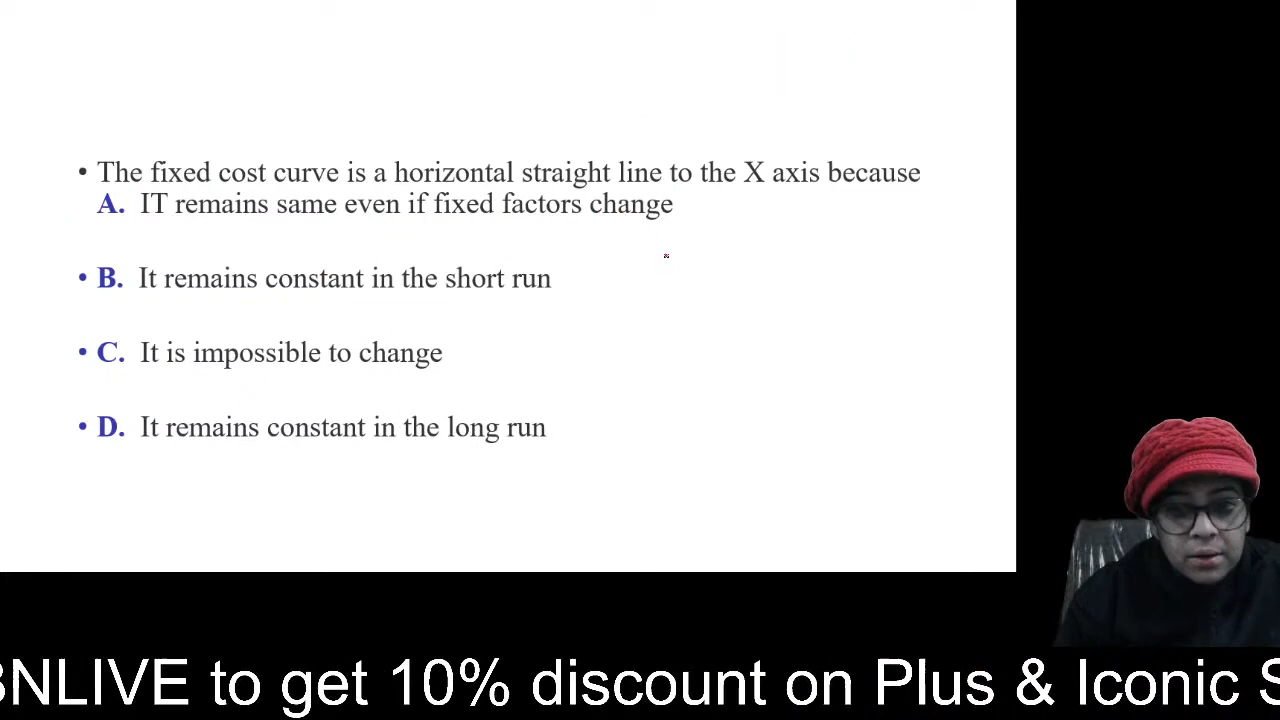 • The fixed cost curve is a horizontal straight line to the X axis because
A. IT remains same even if fixed factors change
• B. It remains constant in the short run
• C. It is impossible to change
• D. It remains constant in the long run
BNLIVE to get 10% discount on Plus & Iconic S